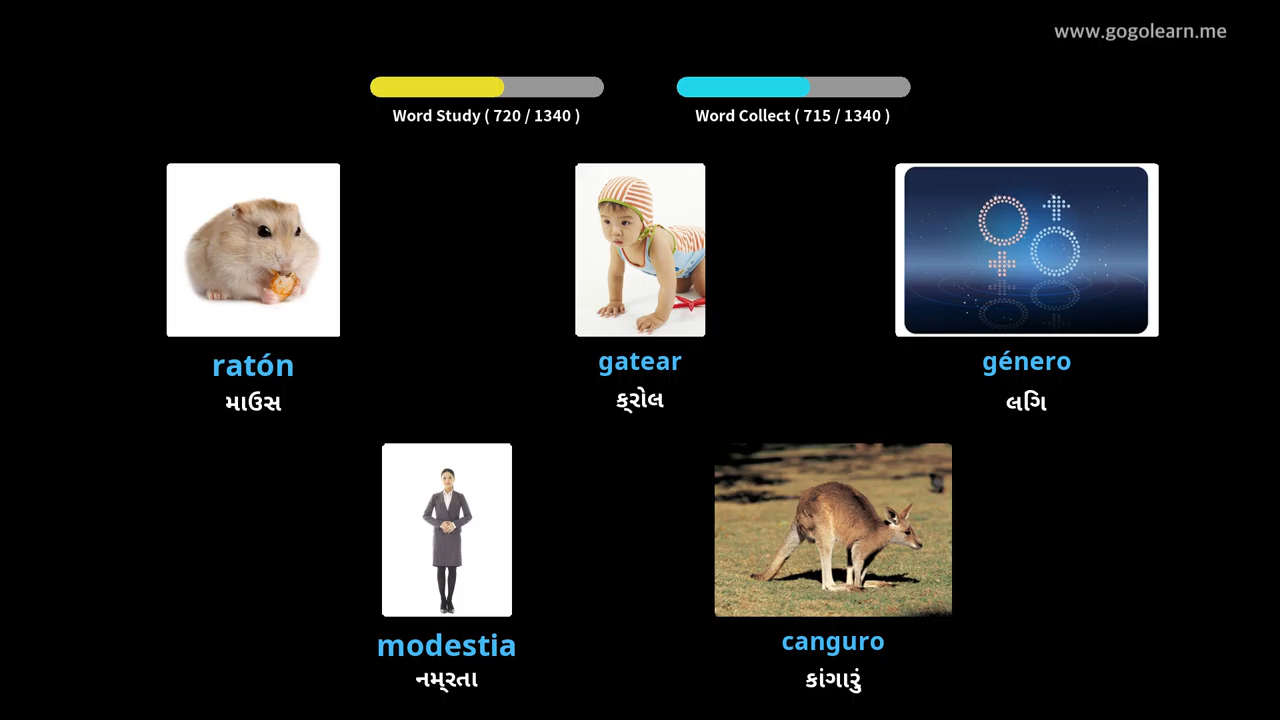 www.gogolearn.me
Word Study ( 720 / 1340 )
Word Collect ( 715 / 1340 )
ratón
માઉસ
gatear
ક્રોલ
género
લગિ
modestia
નમ્રતા
canguro
કાંગારું